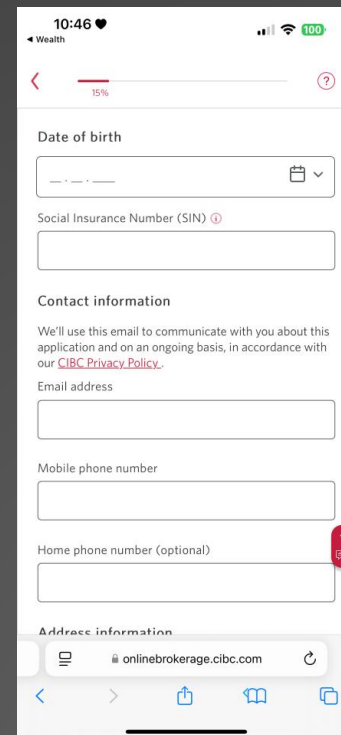 10:46
◀ Wealth
100
15%
?
Date of birth
__.__.____
Social Insurance Number (SIN)
Contact information
We'll use this email to communicate with you about this
application and on an ongoing basis, in accordance with
our CIBC Privacy Policy .
Email address
Mobile phone number
Home phone number (optional)
Address information
onlinebrokerage.cibc.com